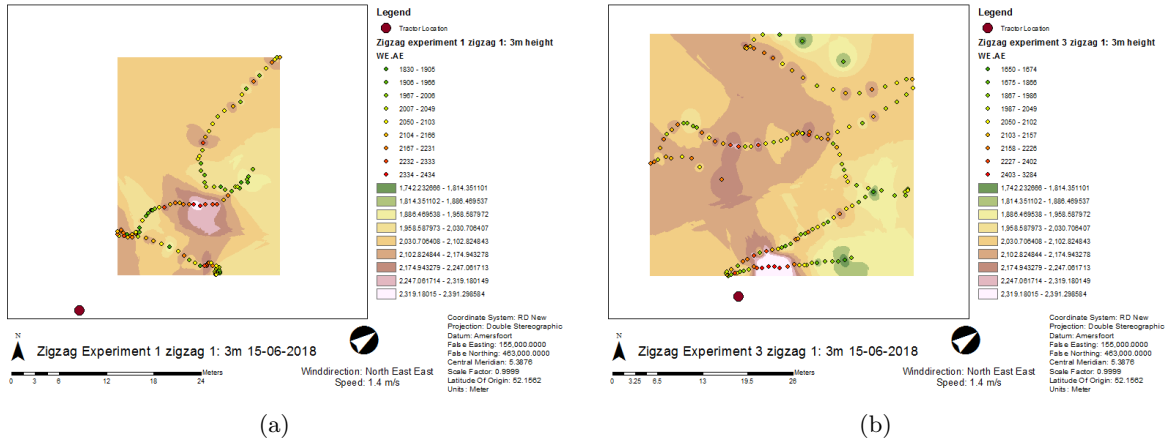 Legend
Tractor Location
Zigzag experiment 1 zigzag 1: 3m height
WE.AE
1830 - 1905
1906 - 1966
1967 - 2006
2007 - 2049
2050 - 2103
2104 - 2166
2167 - 2231
2232 - 2333
2334 - 2434
1,742.232666 - 1,814.351101
1,814.351102 - 1,886.469537
1,886.469538 - 1,958.587972
1,958.587973 - 2,030.706407
2,030.706408 - 2,102.824843
2,102.824844 - 2,174.943278
2,174.943279 - 2,247.061713
2,247.061714 - 2,319.180149
2,319.18015 - 2,391.298584
N
Zigzag Experiment 1 zigzag 1: 3m 15-06-2018
0 3 6 12 18 24
Meters
Winddirection: North East East
Speed: 1.4 m/s
Coordinate System: RD New
Projection: Double Stereographic
Datum: Amersfoort
False Easting: 155,000.0000
False Northing: 463,000.0000
Central Meridian: 5.3876
Scale Factor: 0.9999
Latitude Of Origin: 52.1562
Units: Meter
(a)
Legend
Tractor Location
Zigzag experiment 3 zigzag 1: 3m height
WE.AE
1650 - 1674
1675 - 1866
1867 - 1986
1987 - 2049
2050 - 2102
2103 - 2157
2158 - 2226
2227 - 2402
2403 - 3284
1,742.232666 - 1,814.351101
1,814.351102 - 1,886.469537
1,886.469538 - 1,958.587972
1,958.587973 - 2,030.706407
2,030.706408 - 2,102.824843
2,102.824844 - 2,174.943278
2,174.943279 - 2,247.061713
2,247.061714 - 2,319.180149
2,319.18015 - 2,391.298584
N
Zigzag Experiment 3 zigzag 1: 3m 15-06-2018
0 3.25 6.5 13 19.5 26
Meters
Winddirection: North East East
Speed: 1.4 m/s
Coordinate System: RD New
Projection: Double Stereographic
Datum: Amersfoort
False Easting: 155,000.0000
False Northing: 463,000.0000
Central Meridian: 5.3876
Scale Factor: 0.9999
Latitude Of Origin: 52.1562
Units: Meter
(b)